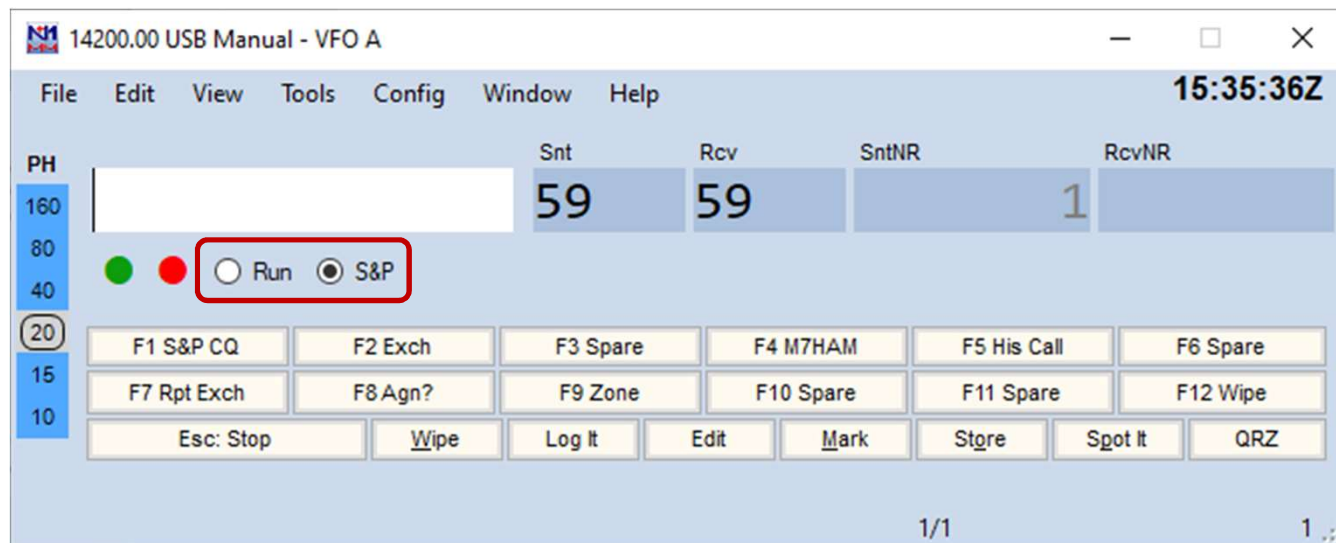 N1 MM 14200.00 USB Manual - VFO A
File Edit View Tools Config Window Help 15:35:36Z
PH Snt Rcv SntNR RcvNR
160 59 59 1
80 Run S&P
40
20 F1 S&P CQ F2 Exch F3 Spare F4 M7HAM F5 His Call F6 Spare
15 F7 Rpt Exch F8 Agn? F9 Zone F10 Spare F11 Spare F12 Wipe
10 Esc: Stop Wipe Log It Edit Mark Store Spot It QRZ
1/1 1